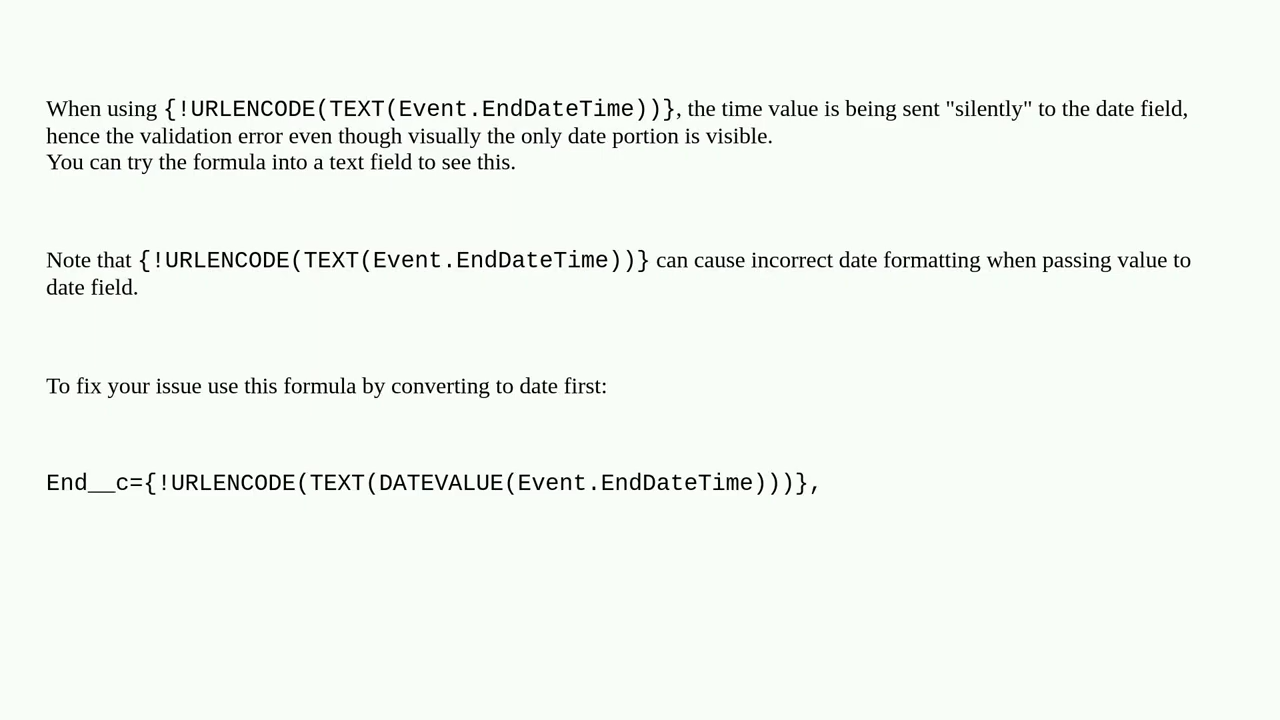 When using {!URLENCODE(TEXT(Event.EndDateTime))}, the time value is being sent "silently" to the date field,
hence the validation error even though visually the only date portion is visible.
You can try the formula into a text field to see this.
Note that {!URLENCODE(TEXT(Event.EndDateTime))} can cause incorrect date formatting when passing value to
date field.
To fix your issue use this formula by converting to date first:
End__c={!URLENCODE(TEXT(DATEVALUE(Event.EndDateTime)))},